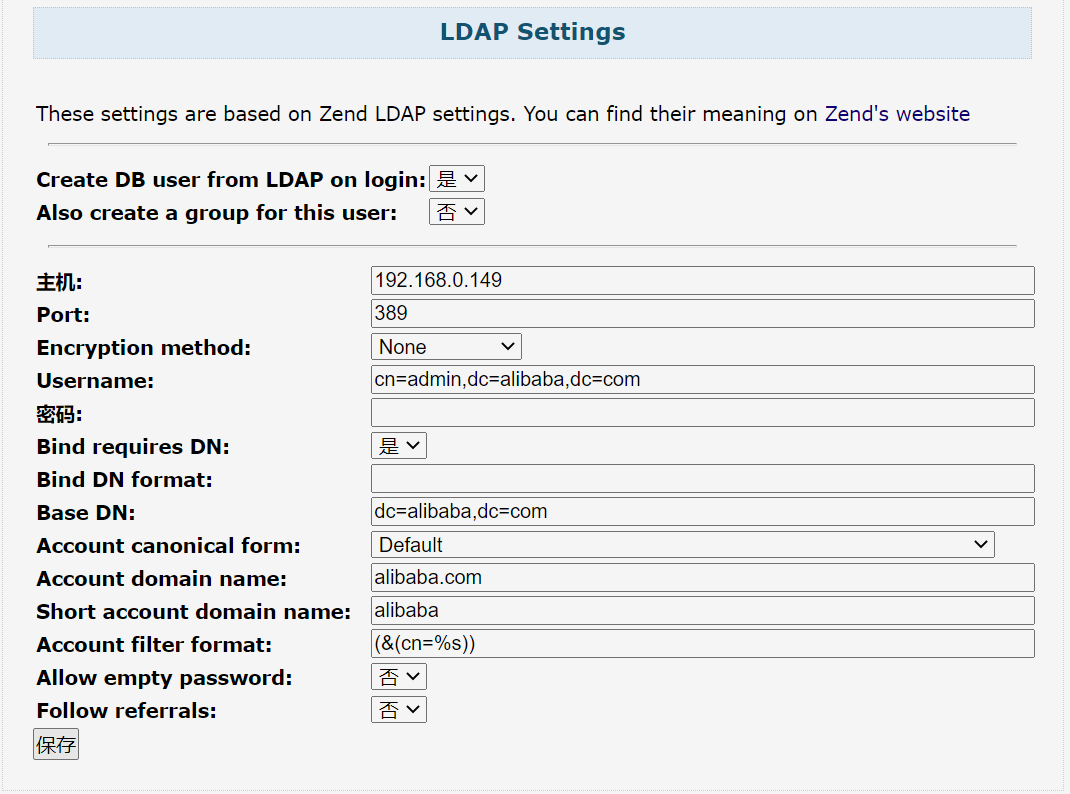 LDAP Settings
These settings are based on Zend LDAP settings. You can find their meaning on Zend's website
Create DB user from LDAP on login: 是
Also create a group for this user: 否
主机: 192.168.0.149
Port: 389
Encryption method: None
Username: cn=admin,dc=alibaba,dc=com
密码:
Bind requires DN: 是
Bind DN format:
Base DN: dc=alibaba,dc=com
Account canonical form: Default
Account domain name: alibaba.com
Short account domain name: alibaba
Account filter format: (&(cn=%s))
Allow empty password: 否
Follow referrals: 否
保存